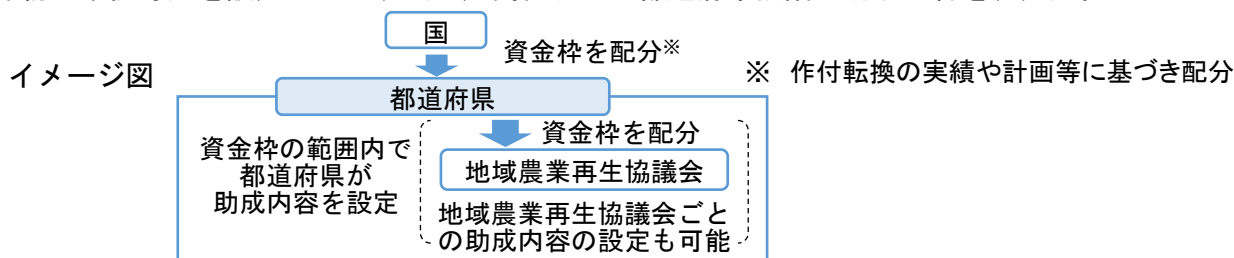 国
資金枠を配分※
イメージ図
※ 作付転換の実績や計画等に基づき配分
都道府県
資金枠の範囲内で
都道府県が
助成内容を設定
資金枠を配分
地域農業再生協議会
地域農業再生協議会ごと
の助成内容の設定も可能